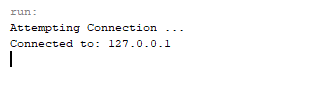 run:
Attempting Connection ...
Connected to: 127.0.0.1